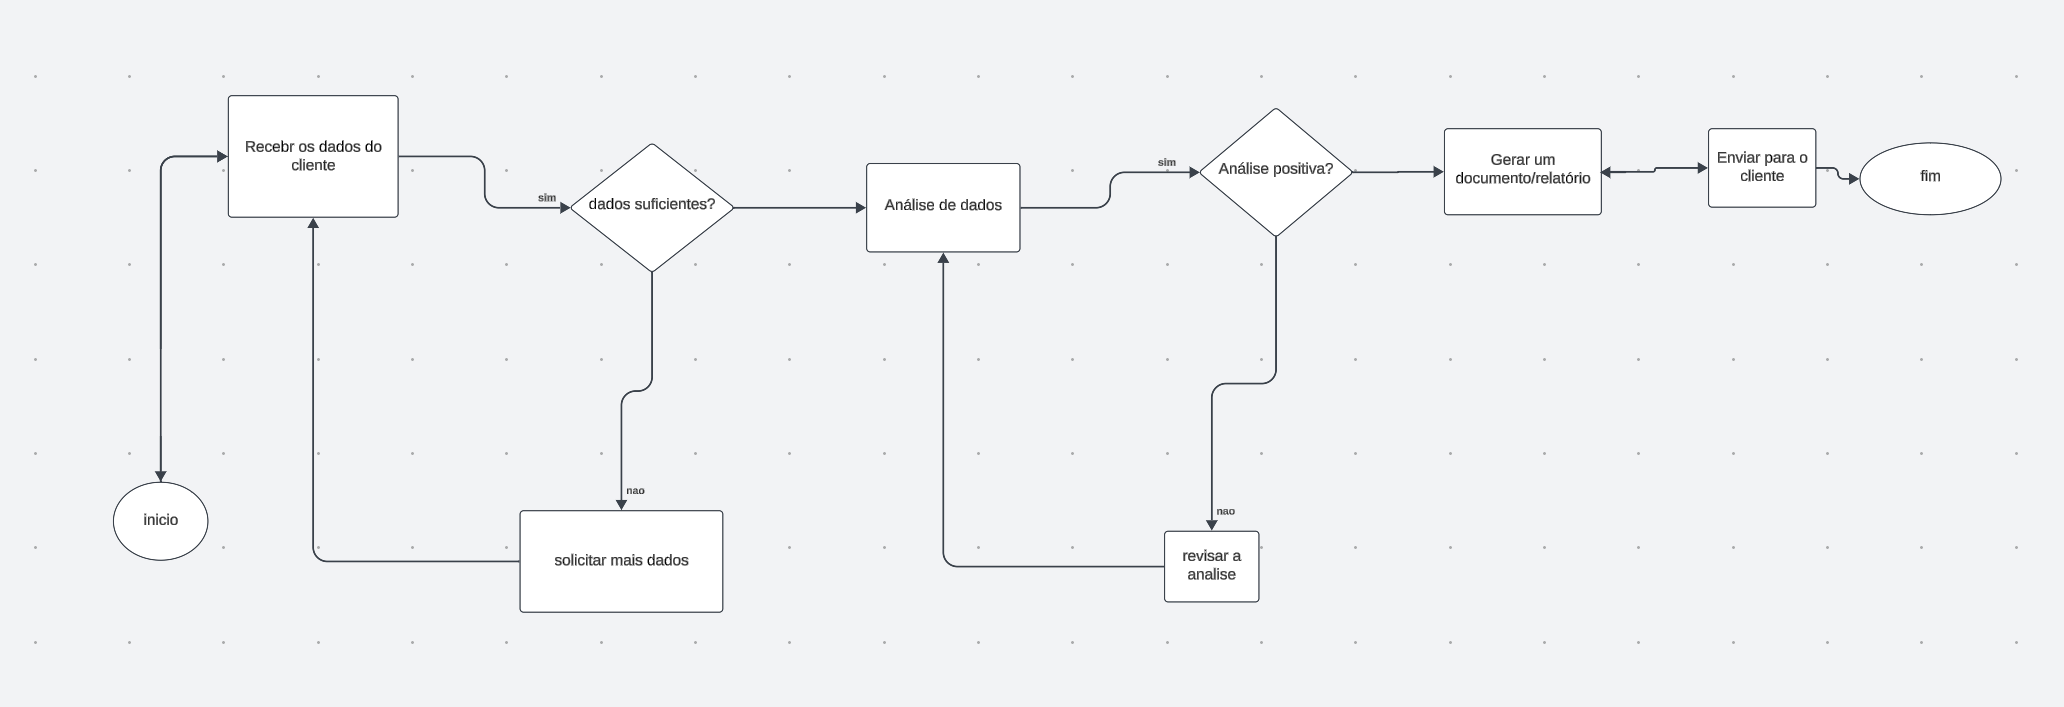 Recebr os dados do
cliente
sim
dados suficientes?
Análise de dados
sim
Análise positiva?
Gerar um
documento/relatório
Enviar para o
cliente
fim
inicio
nao
solicitar mais dados
nao
revisar a
analise